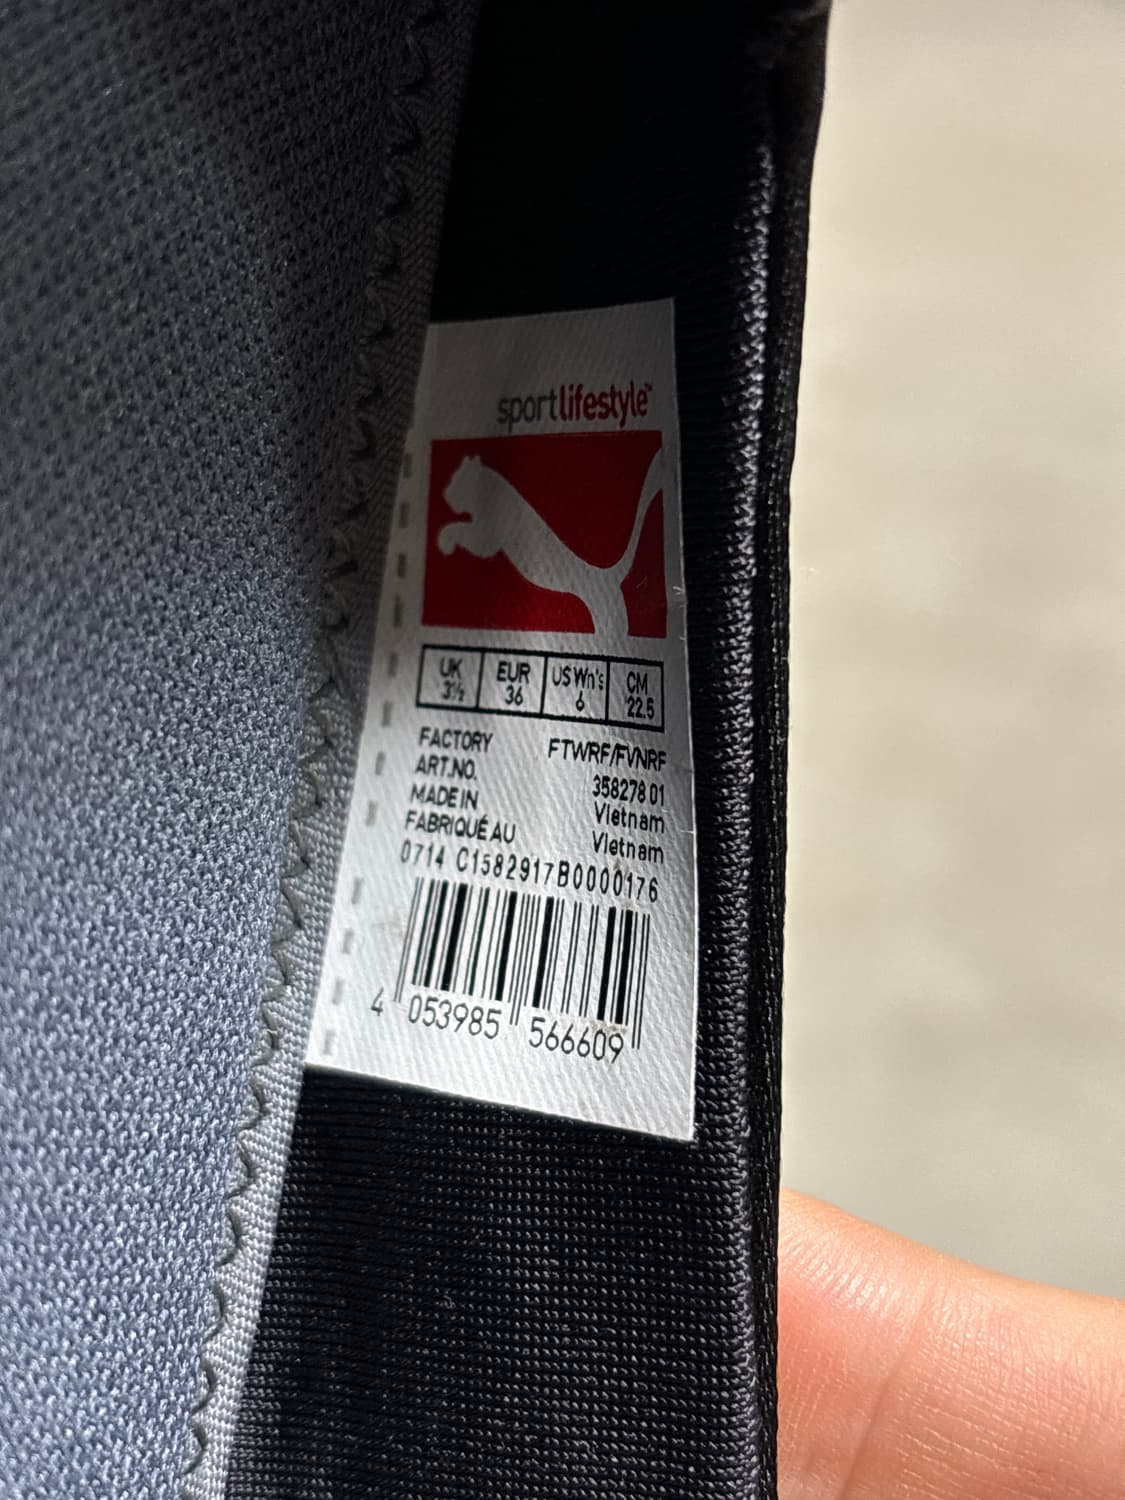 sportlifestyle™
UK EUR US Wn's CM
3½ 36 6 22.5
FACTORY FTWRF/FVNRF
ART.NO. 358278 01
MADE IN Vietnam
FABRIQUÉ AU Vietnam
0714 C1582917B0000176
4 053985 566609